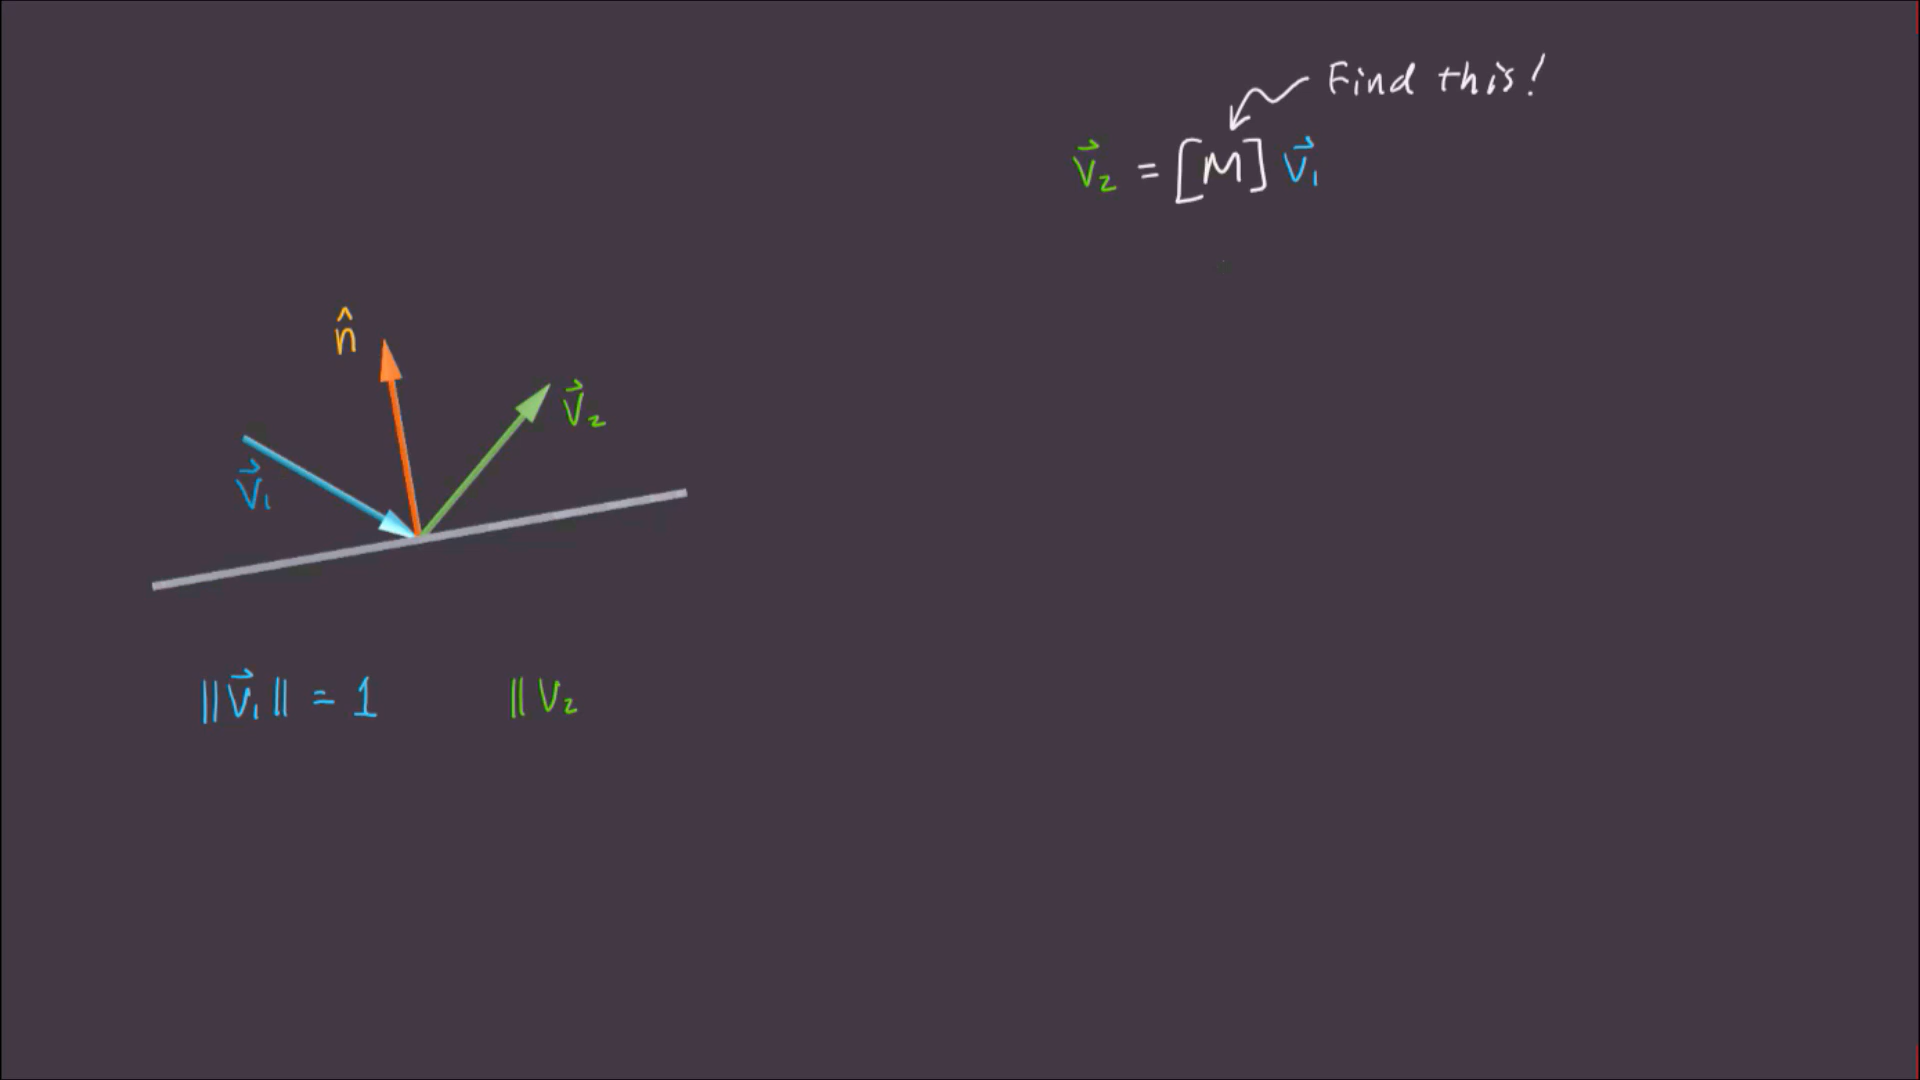 Find this!
v⃗₂ = [M] v⃗₁
n̂
v⃗₂
v⃗₁
||v⃗₁|| = 1
||v₂